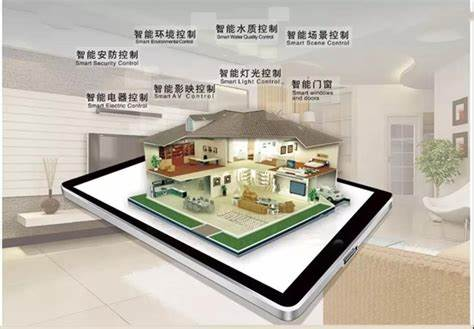 智能环境控制
Smart Environmental Control
智能水质控制
Smart Water Quality Control
智能场景控制
Smart Scene Control
智能安防控制
Smart Security Control
智能灯光控制
Smart Light Control
智能电器控制
Smart Electric Control
智能影映控制
Smart AV Control
智能门窗
Smart windows
and doors